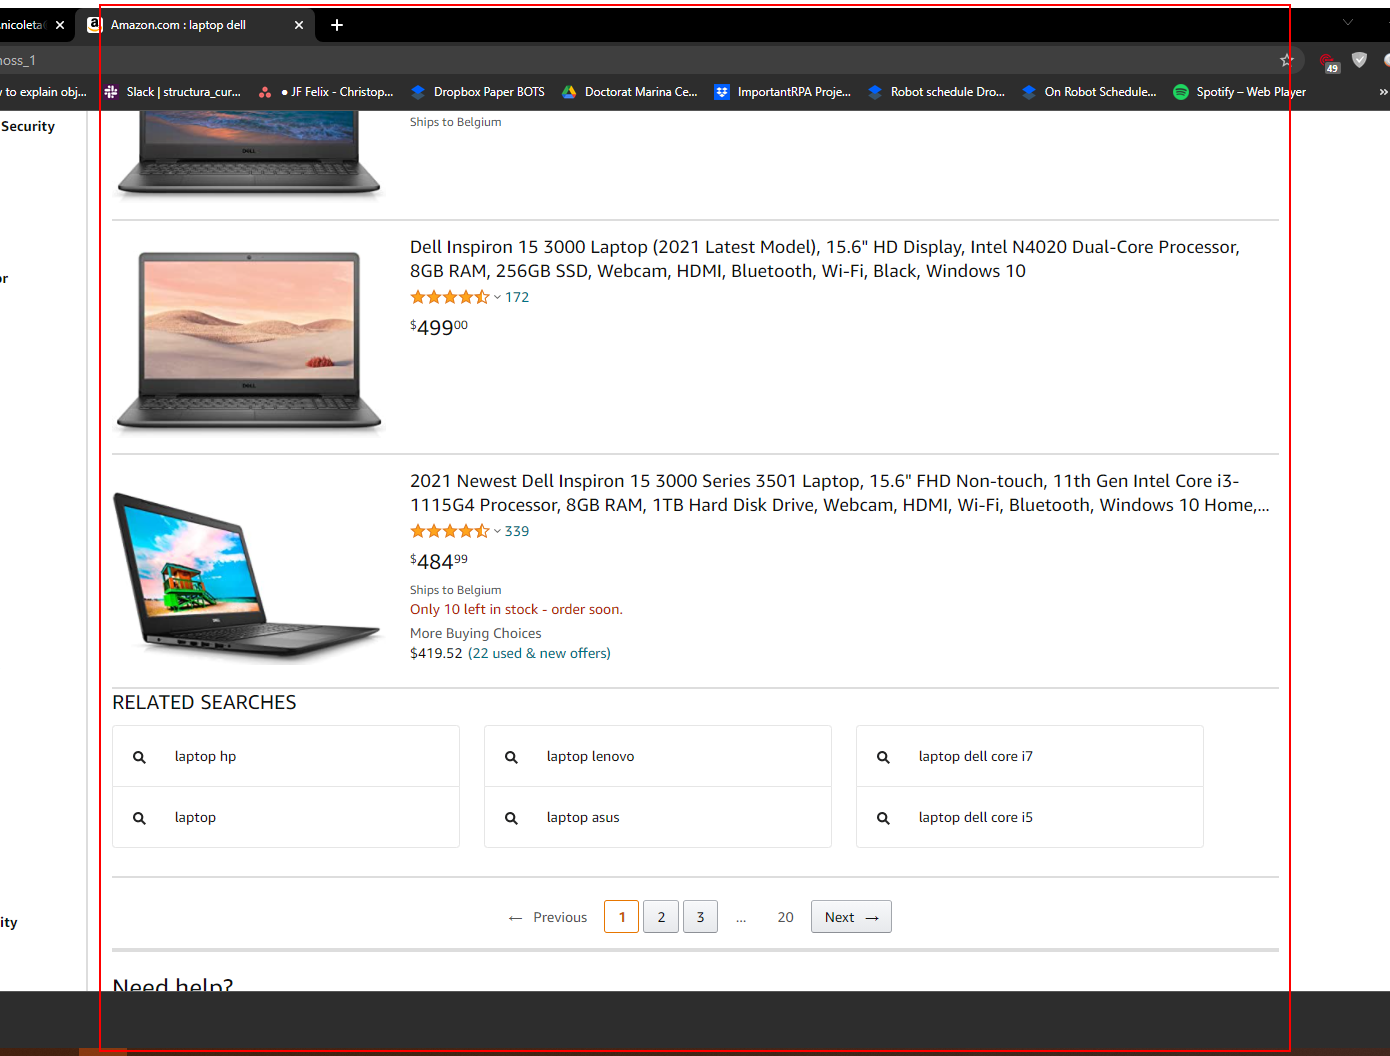 nicoleta
Amazon.com : laptop dell
noss_1
49
y to explain obj...
Slack | structura_cur...
● JF Felix - Christop...
Dropbox Paper BOTS
Doctorat Marina Ce...
ImportantRPA Proje...
Robot schedule Dro...
On Robot Schedule...
Spotify – Web Player
»
Security
Ships to Belgium
DELL
Dell Inspiron 15 3000 Laptop (2021 Latest Model), 15.6" HD Display, Intel N4020 Dual-Core Processor,
8GB RAM, 256GB SSD, Webcam, HDMI, Bluetooth, Wi-Fi, Black, Windows 10
or
172
$49900
DELL
2021 Newest Dell Inspiron 15 3000 Series 3501 Laptop, 15.6" FHD Non-touch, 11th Gen Intel Core i3-
1115G4 Processor, 8GB RAM, 1TB Hard Disk Drive, Webcam, HDMI, Wi-Fi, Bluetooth, Windows 10 Home,...
339
$48499
Ships to Belgium
Only 10 left in stock - order soon.
DELL
More Buying Choices
$419.52 (22 used & new offers)
RELATED SEARCHES
laptop hp
laptop lenovo
laptop dell core i7
laptop
laptop asus
laptop dell core i5
ity
← Previous 1 2 3 ... 20 Next →
Need help?